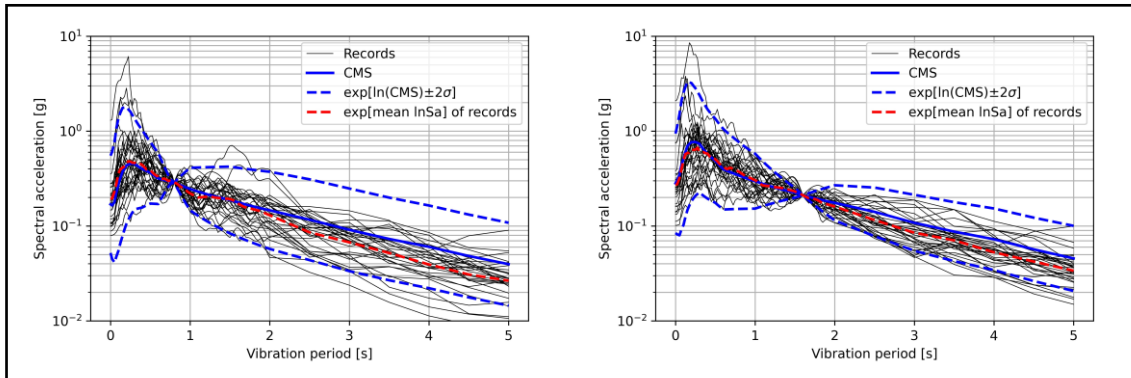 10¹
10⁰
10⁻¹
10⁻²
Spectral acceleration [g]
Records
CMS
exp[ln(CMS)±2σ]
exp[mean lnSa] of records
0 1 2 3 4 5
Vibration period [s]
10¹
10⁰
10⁻¹
10⁻²
Spectral acceleration [g]
Records
CMS
exp[ln(CMS)±2σ]
exp[mean lnSa] of records
0 1 2 3 4 5
Vibration period [s]